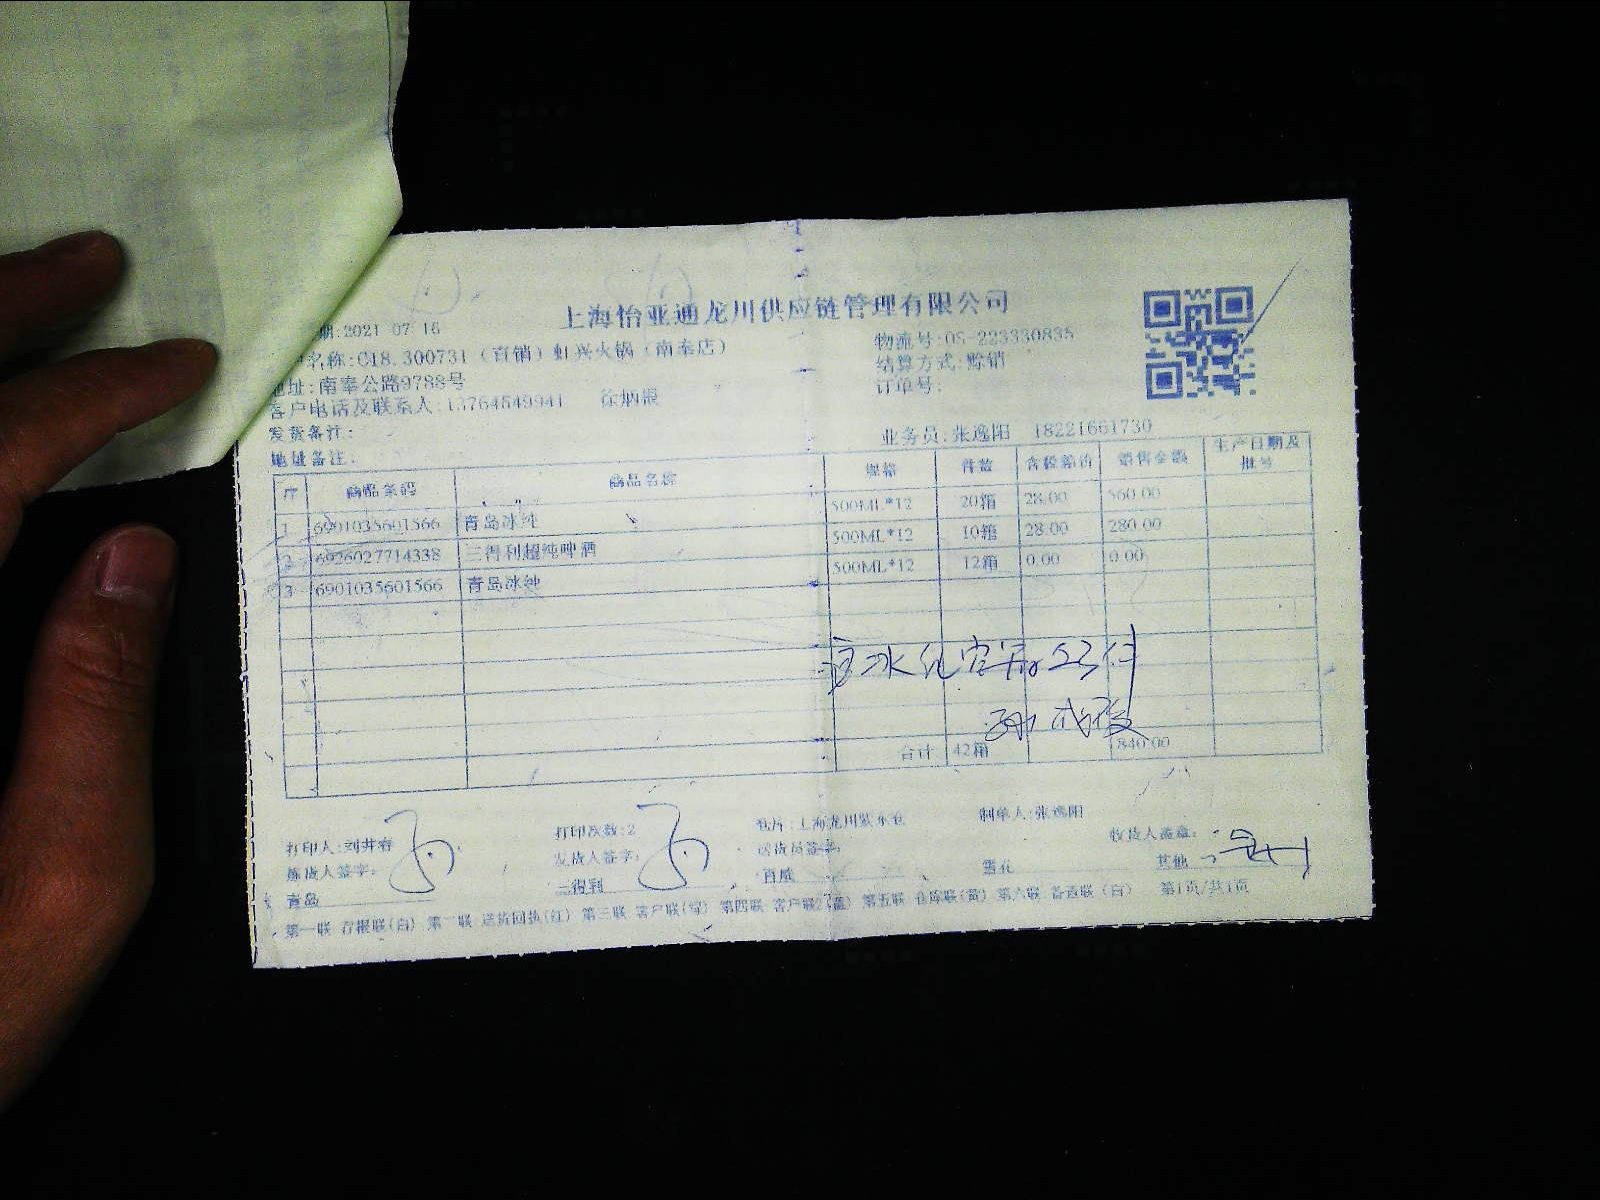 上海怡亚通龙川供应链管理有限公司
期:2021 07 16
物流号:OS-223330835
名称:C18.300731（直销）虹兴火锅（南奉店）
结算方式:赊销
地址:南奉公路9788号
订单号:
客户电话及联系人:13764549941
发货备注:
业务员:张逸阳 18221661730
地址备注:
序 商品条码 商品名称 规格 件数 含税箱价 销售金额 生产日期及批号
1 6901035601566 青岛冰纯 500ML*12 20箱 28.00 560.00
2 6926027714338 三得利超纯啤酒 500ML*12 10箱 28.00 280.00
3 6901035601566 青岛冰纯 500ML*12 12箱 0.00 0.00
合计 42箱 840.00
打印人:刘井春 打印次数:2 仓库:上海龙川 制单人:张逸阳
拣货人签字: 发货人签字: 送货员签字: 收货人盖章:
青岛 三得利 百威 雪花 其他
第一联 存根联(白) 第二联 送货回执(红) 第三联 客户联(绿) 第四联 客户联2(蓝) 第五联 仓库联(黄) 第六联 备查联(白) 第1页/共1页